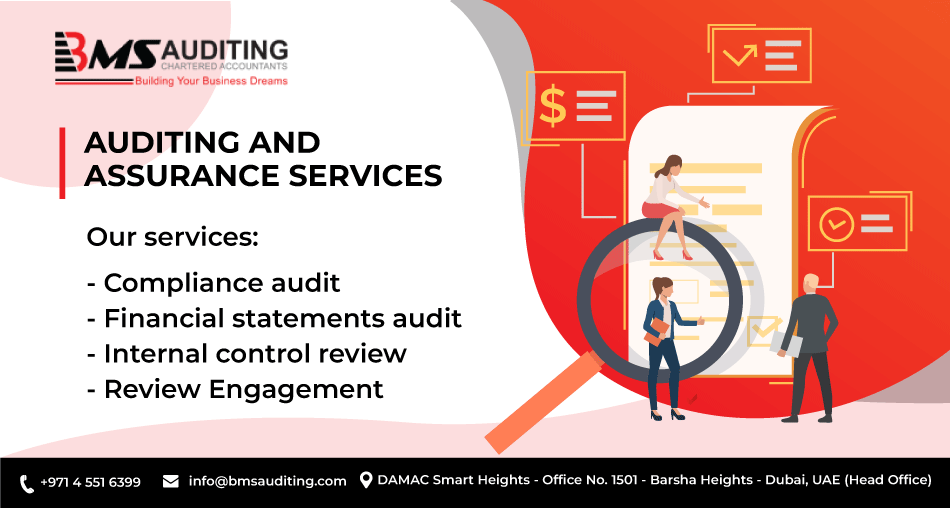 BMS AUDITING
CHARTERED ACCOUNTANTS
Building Your Business Dreams
AUDITING AND
ASSURANCE SERVICES
Our services:
- Compliance audit
- Financial statements audit
- Internal control review
- Review Engagement
$
+971 4 551 6399
info@bmsauditing.com
DAMAC Smart Heights - Office No. 1501 - Barsha Heights - Dubai, UAE (Head Office)